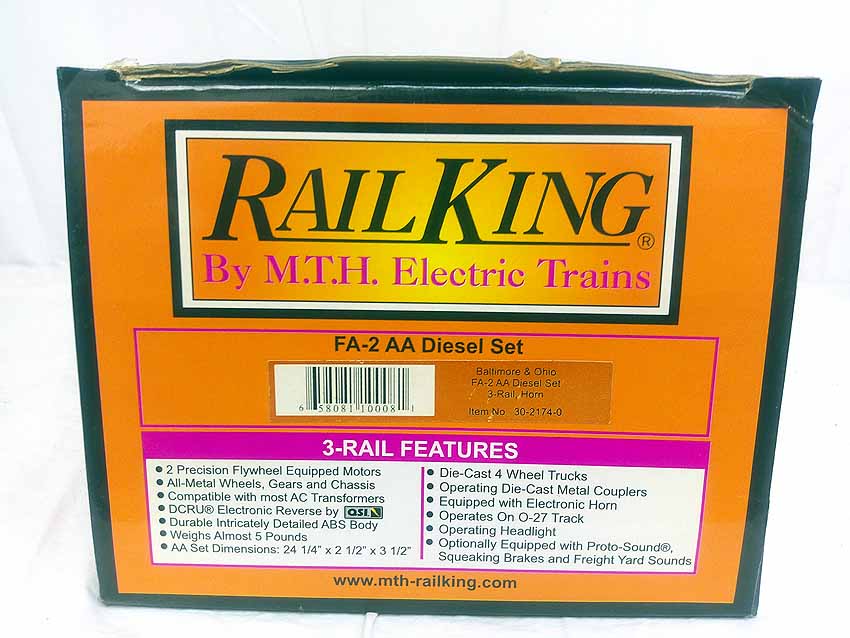 RAILKING®
By M.T.H. Electric Trains
FA-2 AA Diesel Set
6 58081 10008 1
Baltimore & Ohio
FA-2 AA Diesel Set
3-Rail, Horn
Item No. 30-2174-0
3-RAIL FEATURES
• 2 Precision Flywheel Equipped Motors
• All-Metal Wheels, Gears and Chassis
• Compatible with most AC Transformers
• DCRU® Electronic Reverse by QSI
• Durable Intricately Detailed ABS Body
• Weighs Almost 5 Pounds
• AA Set Dimensions: 24 1/4” x 2 1/2” x 3 1/2”
• Die-Cast 4 Wheel Trucks
• Operating Die-Cast Metal Couplers
• Equipped with Electronic Horn
• Operates On O-27 Track
• Operating Headlight
• Optionally Equipped with Proto-Sound®,
Squeaking Brakes and Freight Yard Sounds
www.mth-railking.com